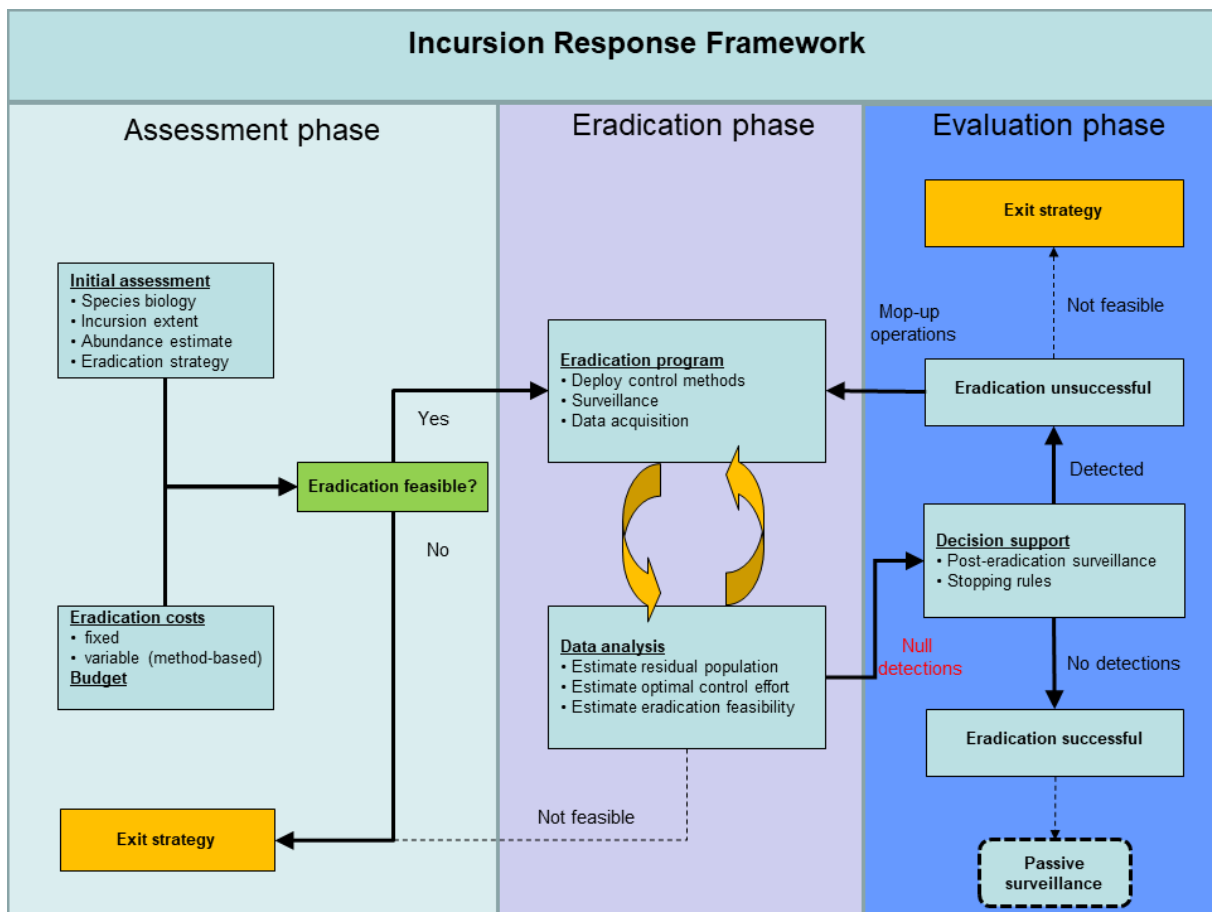 Incursion Response Framework
Assessment phase
Initial assessment
• Species biology
• Incursion extent
• Abundance estimate
• Eradication strategy
Yes
Eradication feasible?
No
Eradication costs
• fixed
• variable (method-based)
Budget
Exit strategy
Eradication phase
Eradication program
• Deploy control methods
• Surveillance
• Data acquisition
Data analysis
• Estimate residual population
• Estimate optimal control effort
• Estimate eradication feasibility
Not feasible
Null
detections
Evaluation phase
Exit strategy
Not feasible
Mop-up
operations
Eradication unsuccessful
Detected
Decision support
• Post-eradication surveillance
• Stopping rules
No detections
Eradication successful
Passive
surveillance